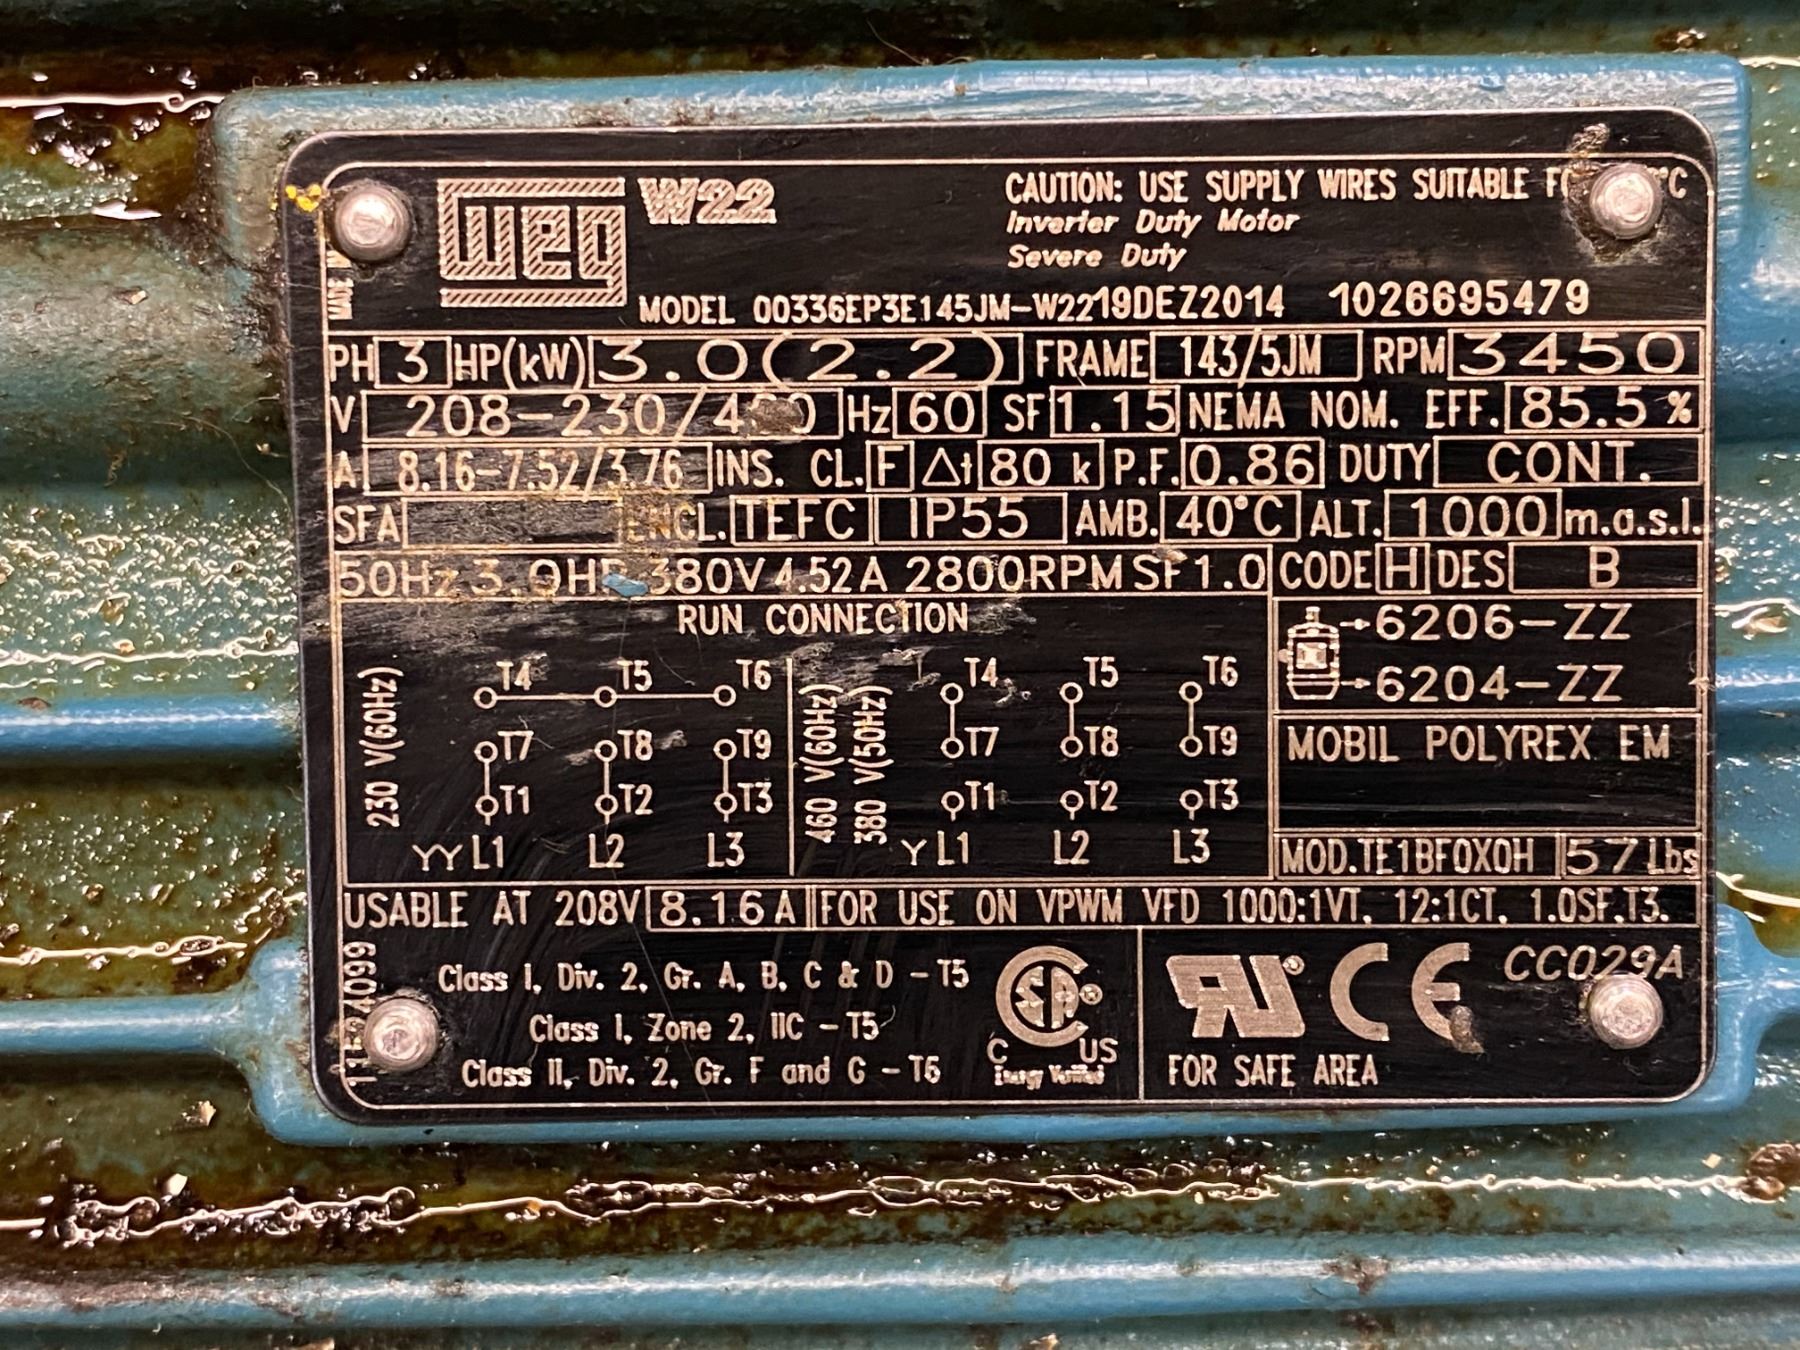 weg W22
CAUTION: USE SUPPLY WIRES SUITABLE
Inverter Duty Motor
Severe Duty
MODEL 00336EP3E145JM-W22 19DEZ2014 1026695479
PH 3 HP(kW) 3.0(2.2) FRAME 143/5JM RPM 3450
V 208-230/ Hz 60 SF 1.15 NEMA NOM. EFF. 85.5 %
A 8.16-7.52/3.76 INS. CL. F Δt 80 k P.F. 0.86 DUTY CONT.
SFA ENCL. TEFC IP55 AMB. 40°C ALT. 1000 m.a.s.l.
50Hz 3.0HP 380V 4.52A 2800RPM SF1.0 CODE H DES B
RUN CONNECTION
230 V(60Hz)
T4 T5 T6
T7 T8 T9
T1 T2 T3
YY L1 L2 L3
460 V(60Hz)
380 V(50Hz)
T4 T5 T6
T7 T8 T9
T1 T2 T3
Y L1 L2 L3
6206-ZZ
6204-ZZ
MOBIL POLYREX EM
MOD.TE1BF0X0H 57 Lbs
USABLE AT 208V 8.16 A FOR USE ON VPWM VFD 1000:1VT, 12:1CT, 1.0SF,T3.
Class I, Div. 2, Gr. A, B, C & D - T5
Class I, Zone 2, IIC - T5
Class II, Div. 2, Gr. F and G - T6
SA®
C US
Energy Verified
RU® CE CC029A
FOR SAFE AREA